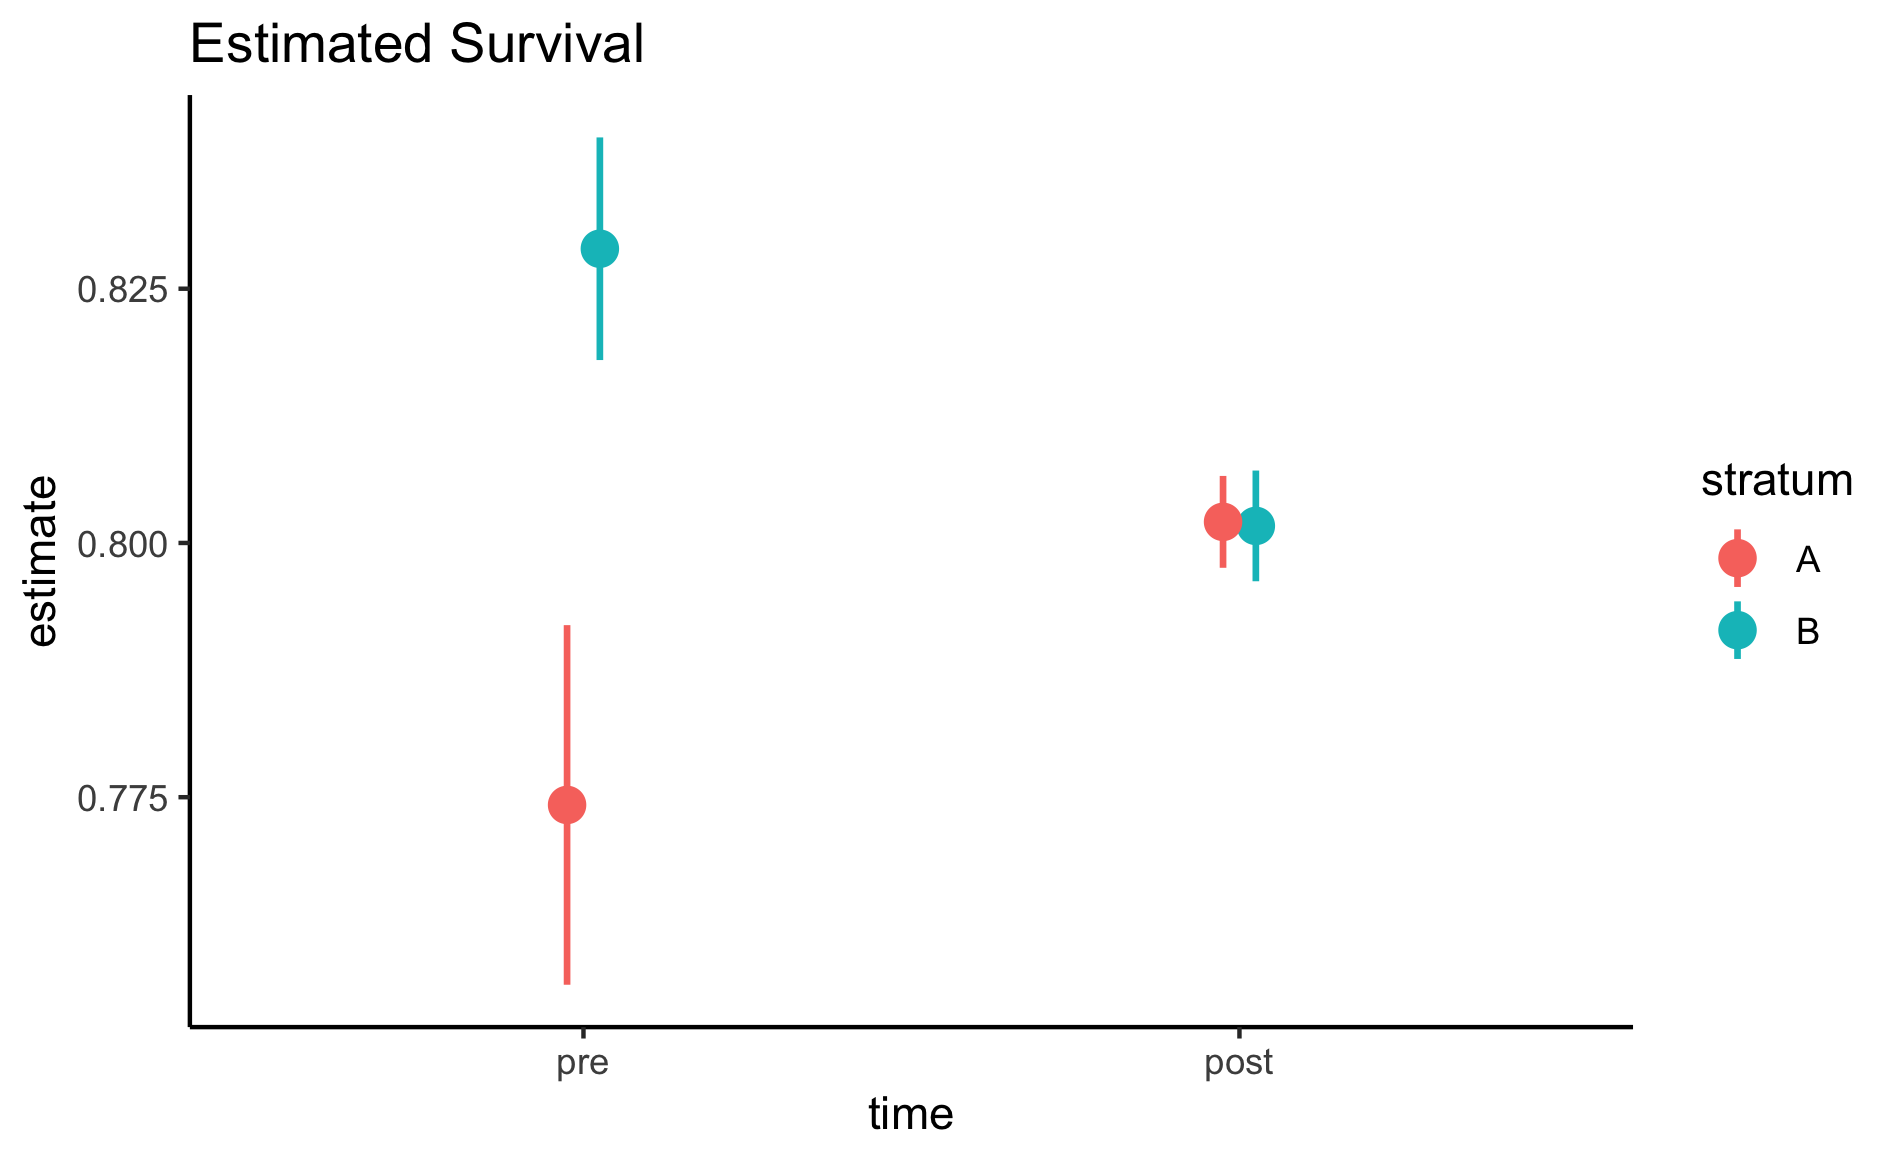 Estimated Survival
estimate
0.825
0.800
0.775
pre
post
time
stratum
A
B